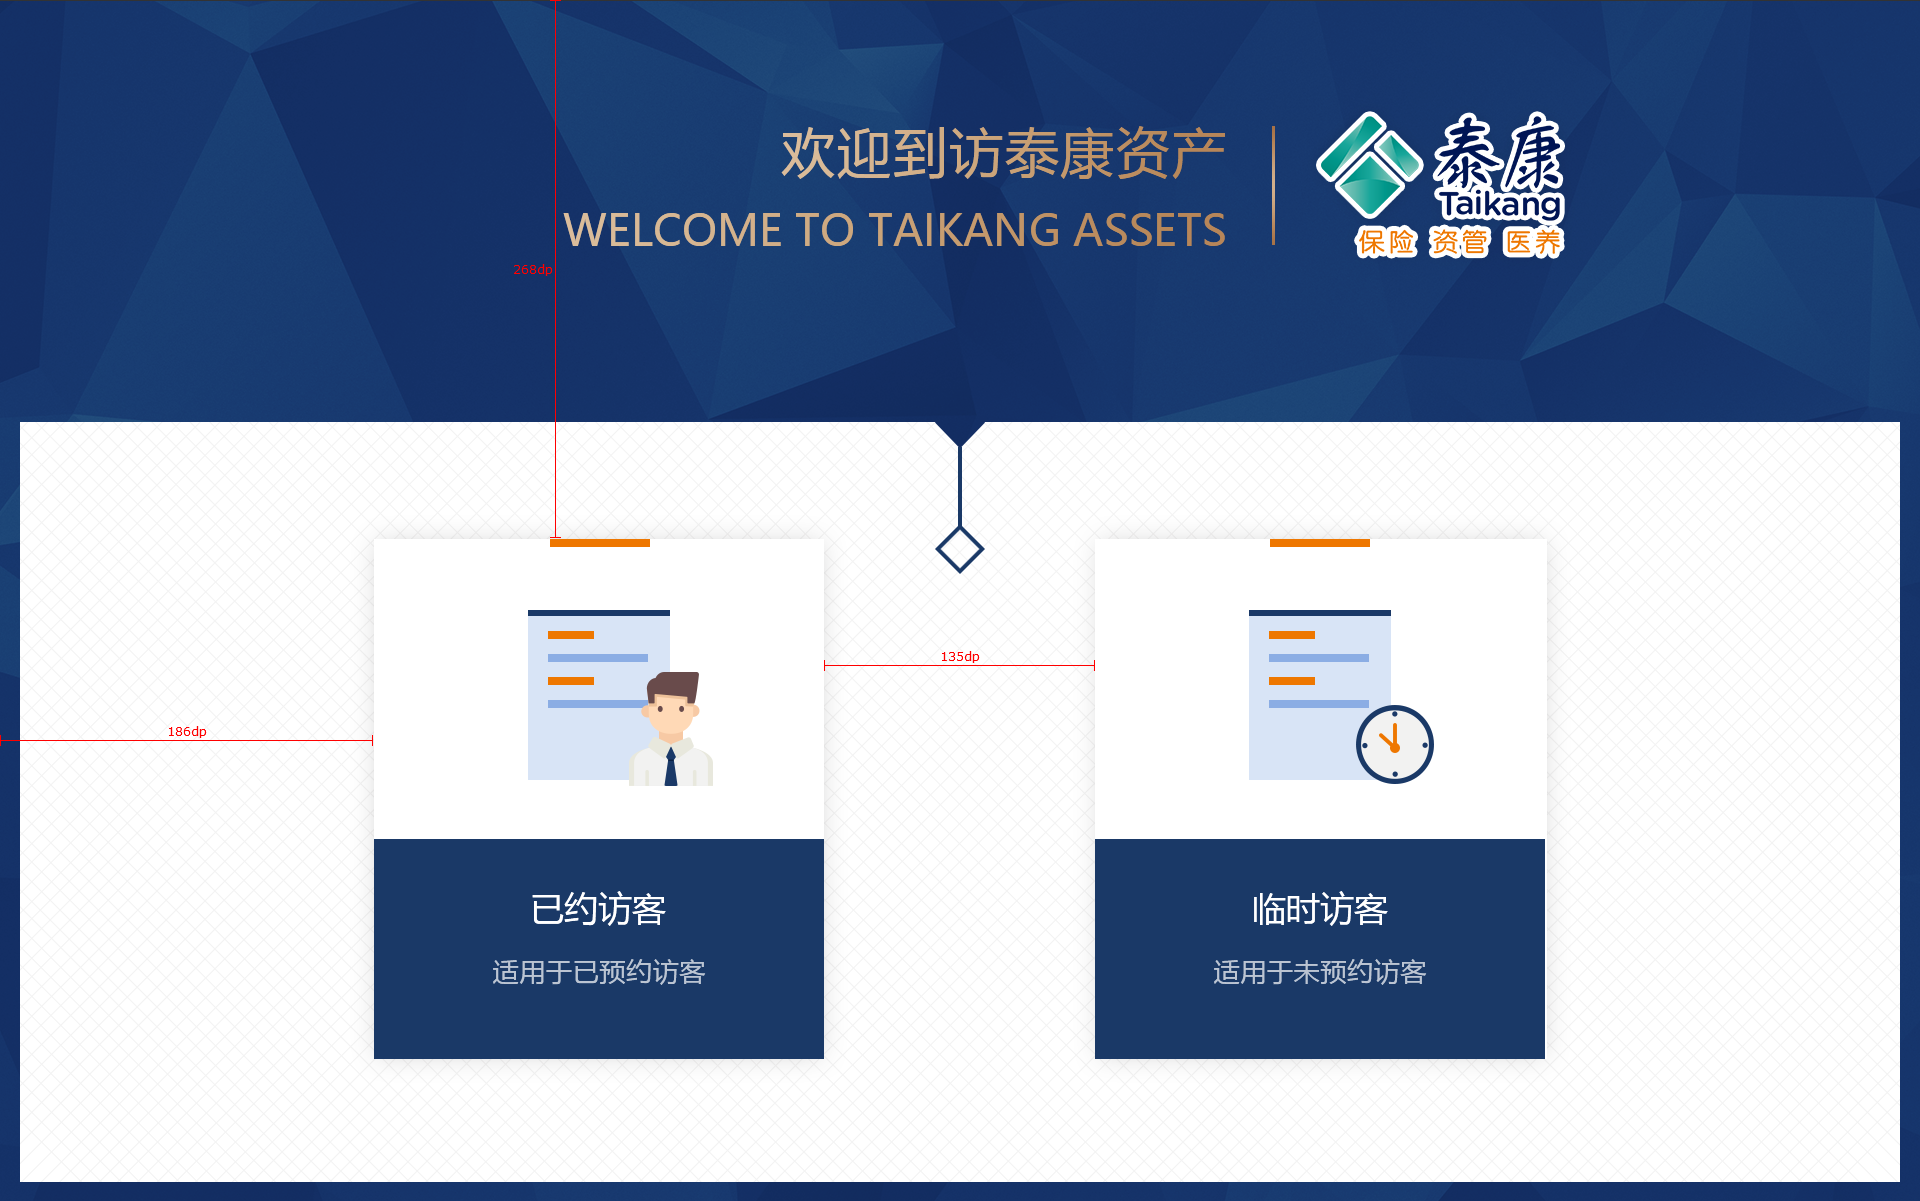 欢迎到访泰康资产
WELCOME TO TAIKANG ASSETS
泰康
Taikang
保险 资管 医养
268dp
135dp
186dp
已约访客
适用于已预约访客
临时访客
适用于未预约访客